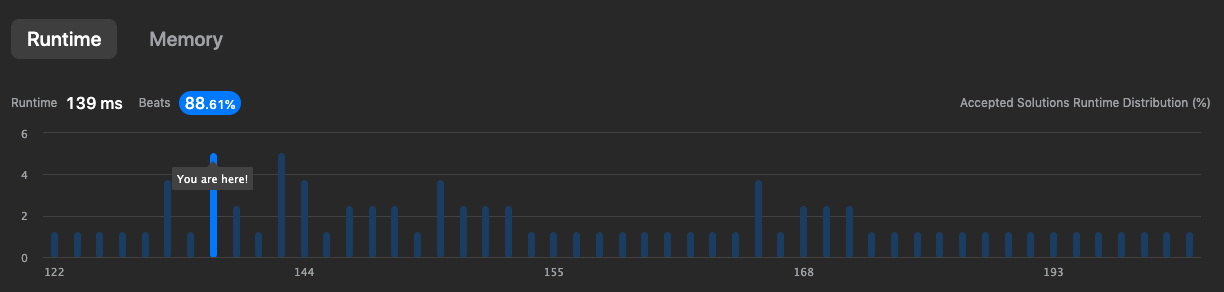 Runtime Memory
Runtime 139 ms Beats 88.61% Accepted Solutions Runtime Distribution (%)
6
4
You are here!
2
0
122 144 155 168 193